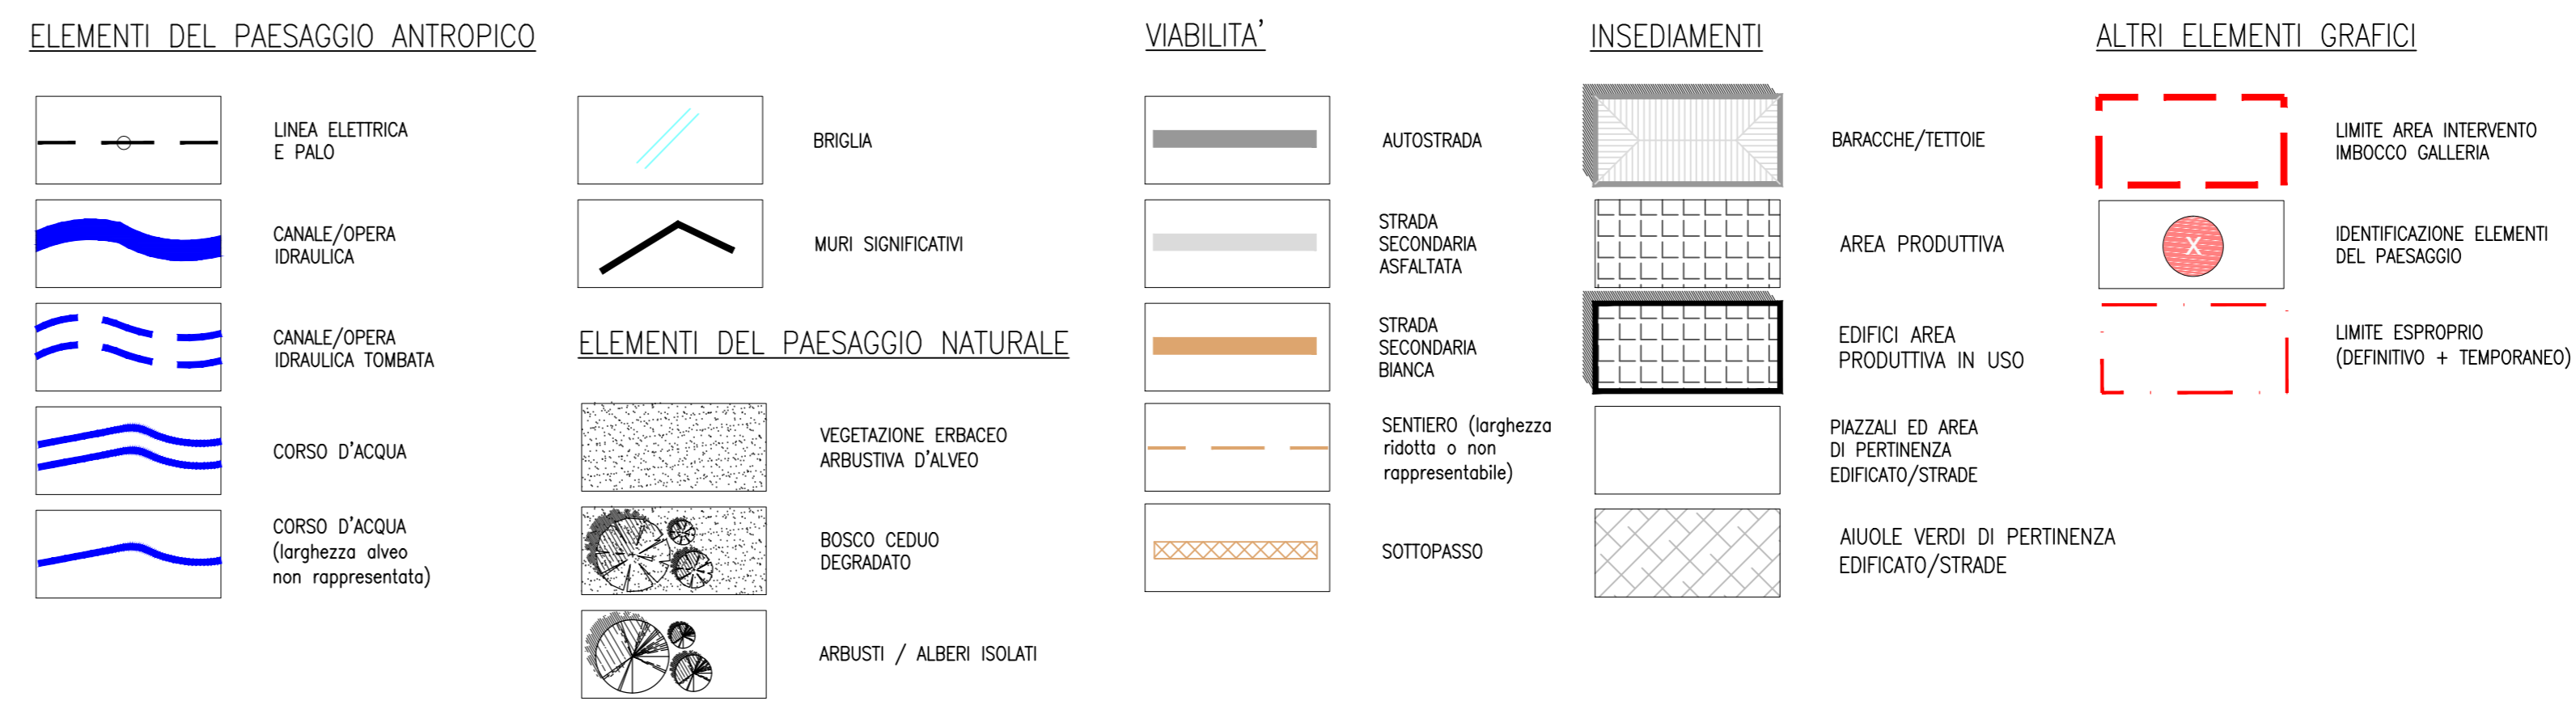 ELEMENTI DEL PAESAGGIO ANTROPICO
LINEA ELETTRICA
E PALO
CANALE/OPERA
IDRAULICA
CANALE/OPERA
IDRAULICA TOMBATA
CORSO D'ACQUA
CORSO D'ACQUA
(larghezza alveo
non rappresentata)
BRIGLIA
MURI SIGNIFICATIVI
ELEMENTI DEL PAESAGGIO NATURALE
VEGETAZIONE ERBACEO
ARBUSTIVA D'ALVEO
BOSCO CEDUO
DEGRADATO
ARBUSTI / ALBERI ISOLATI
VIABILITA'
AUTOSTRADA
STRADA
SECONDARIA
ASFALTATA
STRADA
SECONDARIA
BIANCA
SENTIERO (larghezza
ridotta o non
rappresentabile)
SOTTOPASSO
INSEDIAMENTI
BARACCHE/TETTOIE
AREA PRODUTTIVA
EDIFICI AREA
PRODUTTIVA IN USO
PIAZZALI ED AREA
DI PERTINENZA
EDIFICATO/STRADE
AIUOLE VERDI DI PERTINENZA
EDIFICATO/STRADE
ALTRI ELEMENTI GRAFICI
LIMITE AREA INTERVENTO
IMBOCCO GALLERIA
X
IDENTIFICAZIONE ELEMENTI
DEL PAESAGGIO
LIMITE ESPROPRIO
(DEFINITIVO + TEMPORANEO)